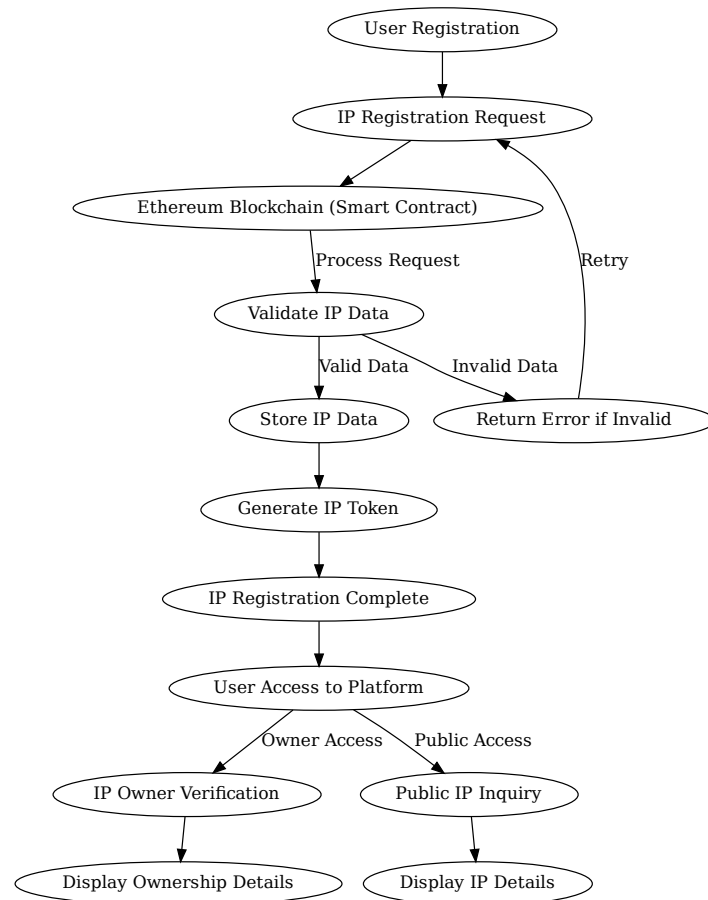 User Registration
IP Registration Request
Ethereum Blockchain (Smart Contract)
Process Request
Retry
Validate IP Data
Valid Data
Invalid Data
Store IP Data
Return Error if Invalid
Generate IP Token
IP Registration Complete
User Access to Platform
Owner Access
Public Access
IP Owner Verification
Public IP Inquiry
Display Ownership Details
Display IP Details